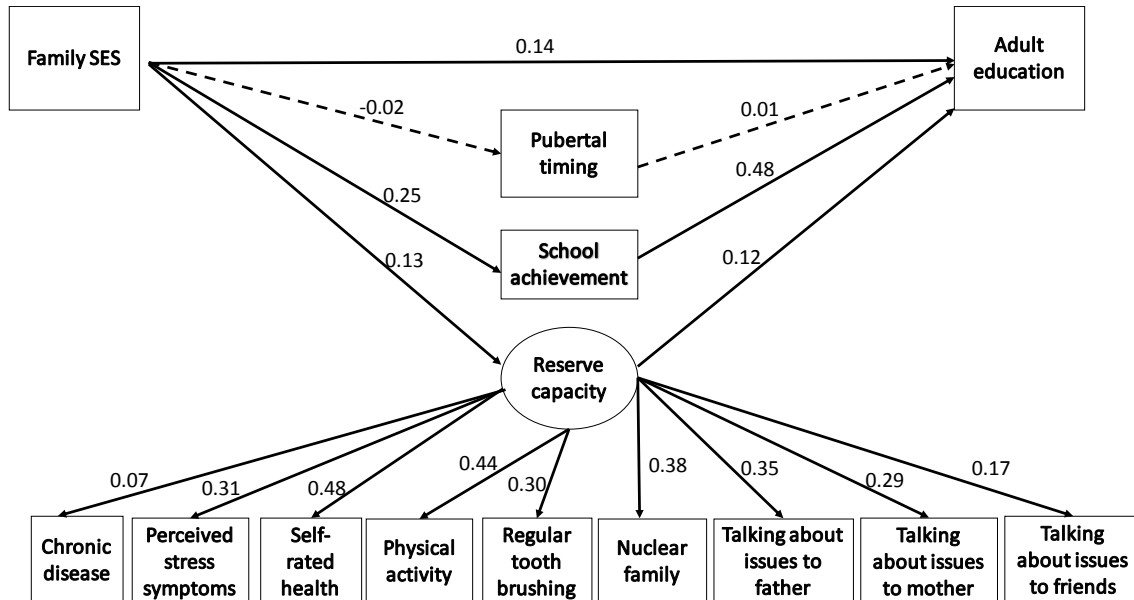 Family SES
0.14
Adult
education
-0.02
0.01
Pubertal
timing
0.25
0.48
School
achievement
0.13
0.12
Reserve
capacity
0.07
0.31
0.48
0.44
0.30
0.38
0.35
0.29
0.17
Chronic
disease
Perceived
stress
symptoms
Self-
rated
health
Physical
activity
Regular
tooth
brushing
Nuclear
family
Talking about
issues to
father
Talking
about issues
to mother
Talking
about issues
to friends